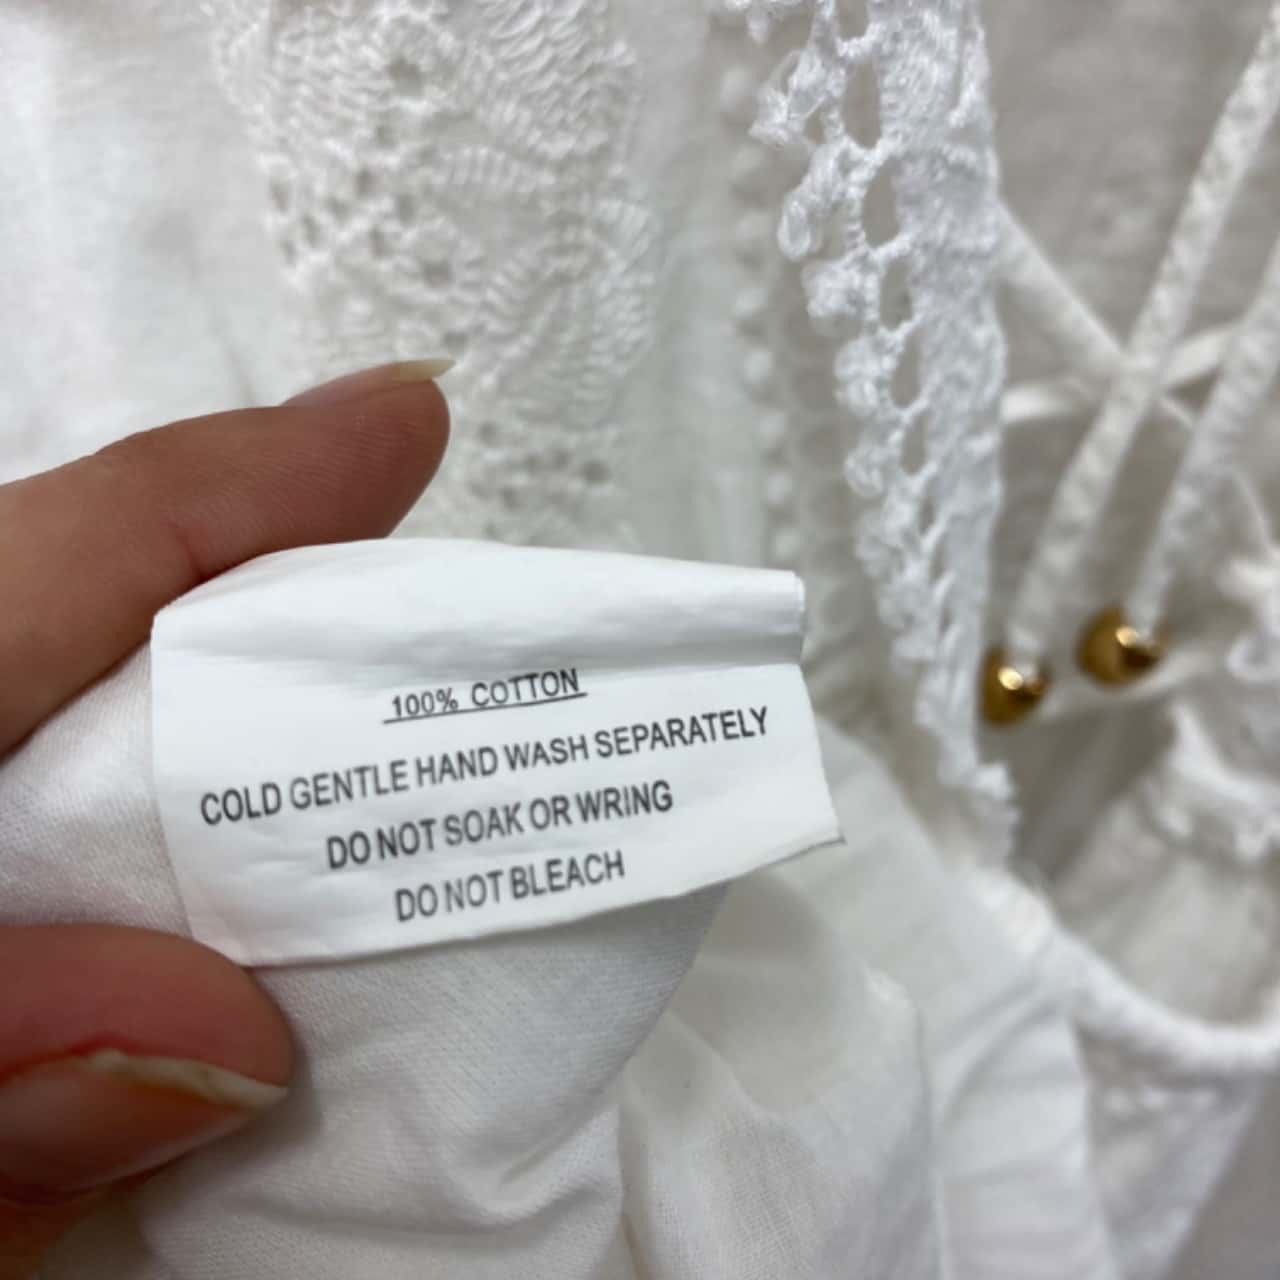 100% COTTON
COLD GENTLE HAND WASH SEPARATELY
DO NOT SOAK OR WRING
DO NOT BLEACH